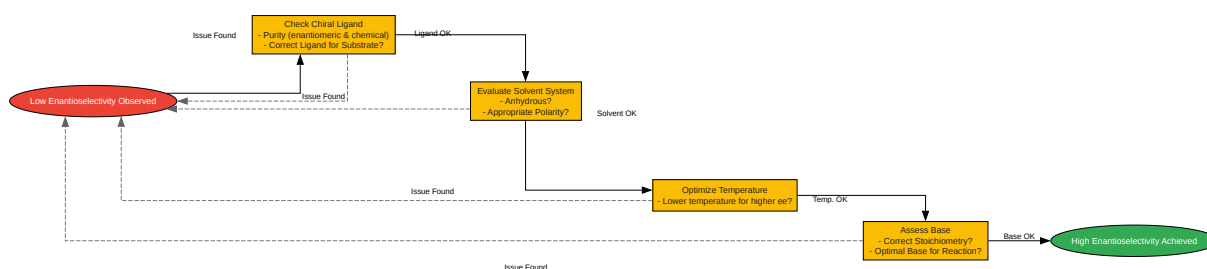 Check Chiral Ligand
- Purity (enantiomeric & chemical)
- Correct Ligand for Substrate?
Issue Found
Ligand OK
Low Enantioselectivity Observed
Issue Found
Evaluate Solvent System
- Anhydrous?
- Appropriate Polarity?
Solvent OK
Issue Found
Optimize Temperature
- Lower temperature for higher ee?
Temp. OK
Assess Base
- Correct Stoichiometry?
- Optimal Base for Reaction?
Base OK
High Enantioselectivity Achieved
Issue Found